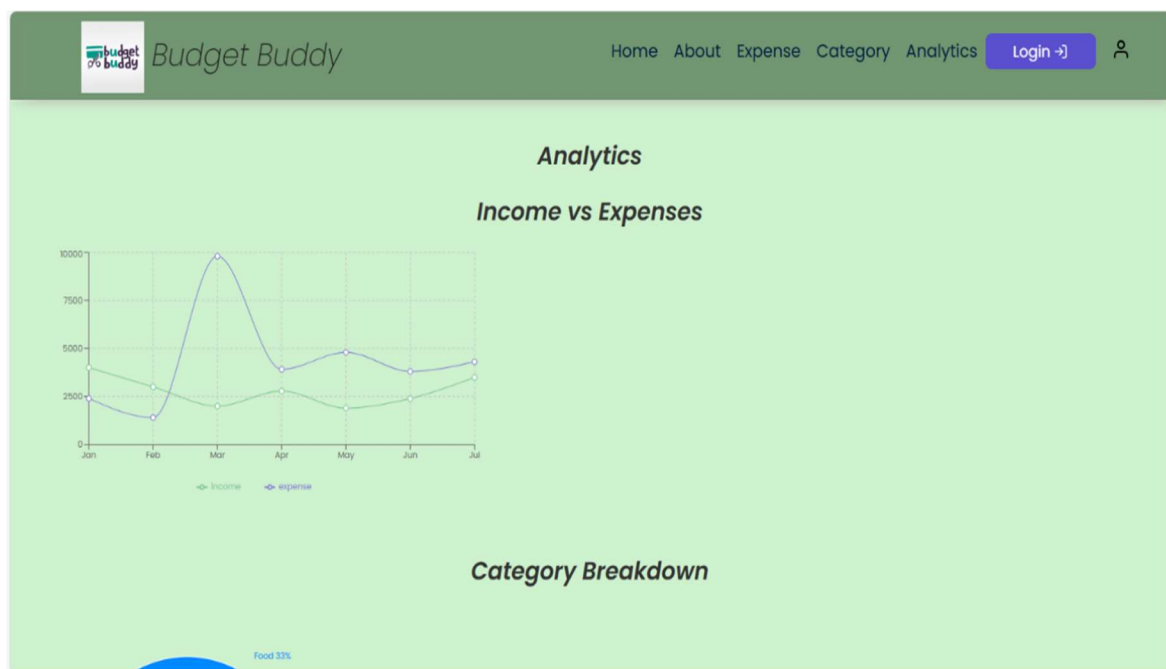 budget
buddy
Budget Buddy
Home About Expense Category Analytics Login
Analytics
Income vs Expenses
10000
7500
5000
2500
0
Jan Feb Mar Apr May Jun Jul
Income expense
Category Breakdown
Food 33%